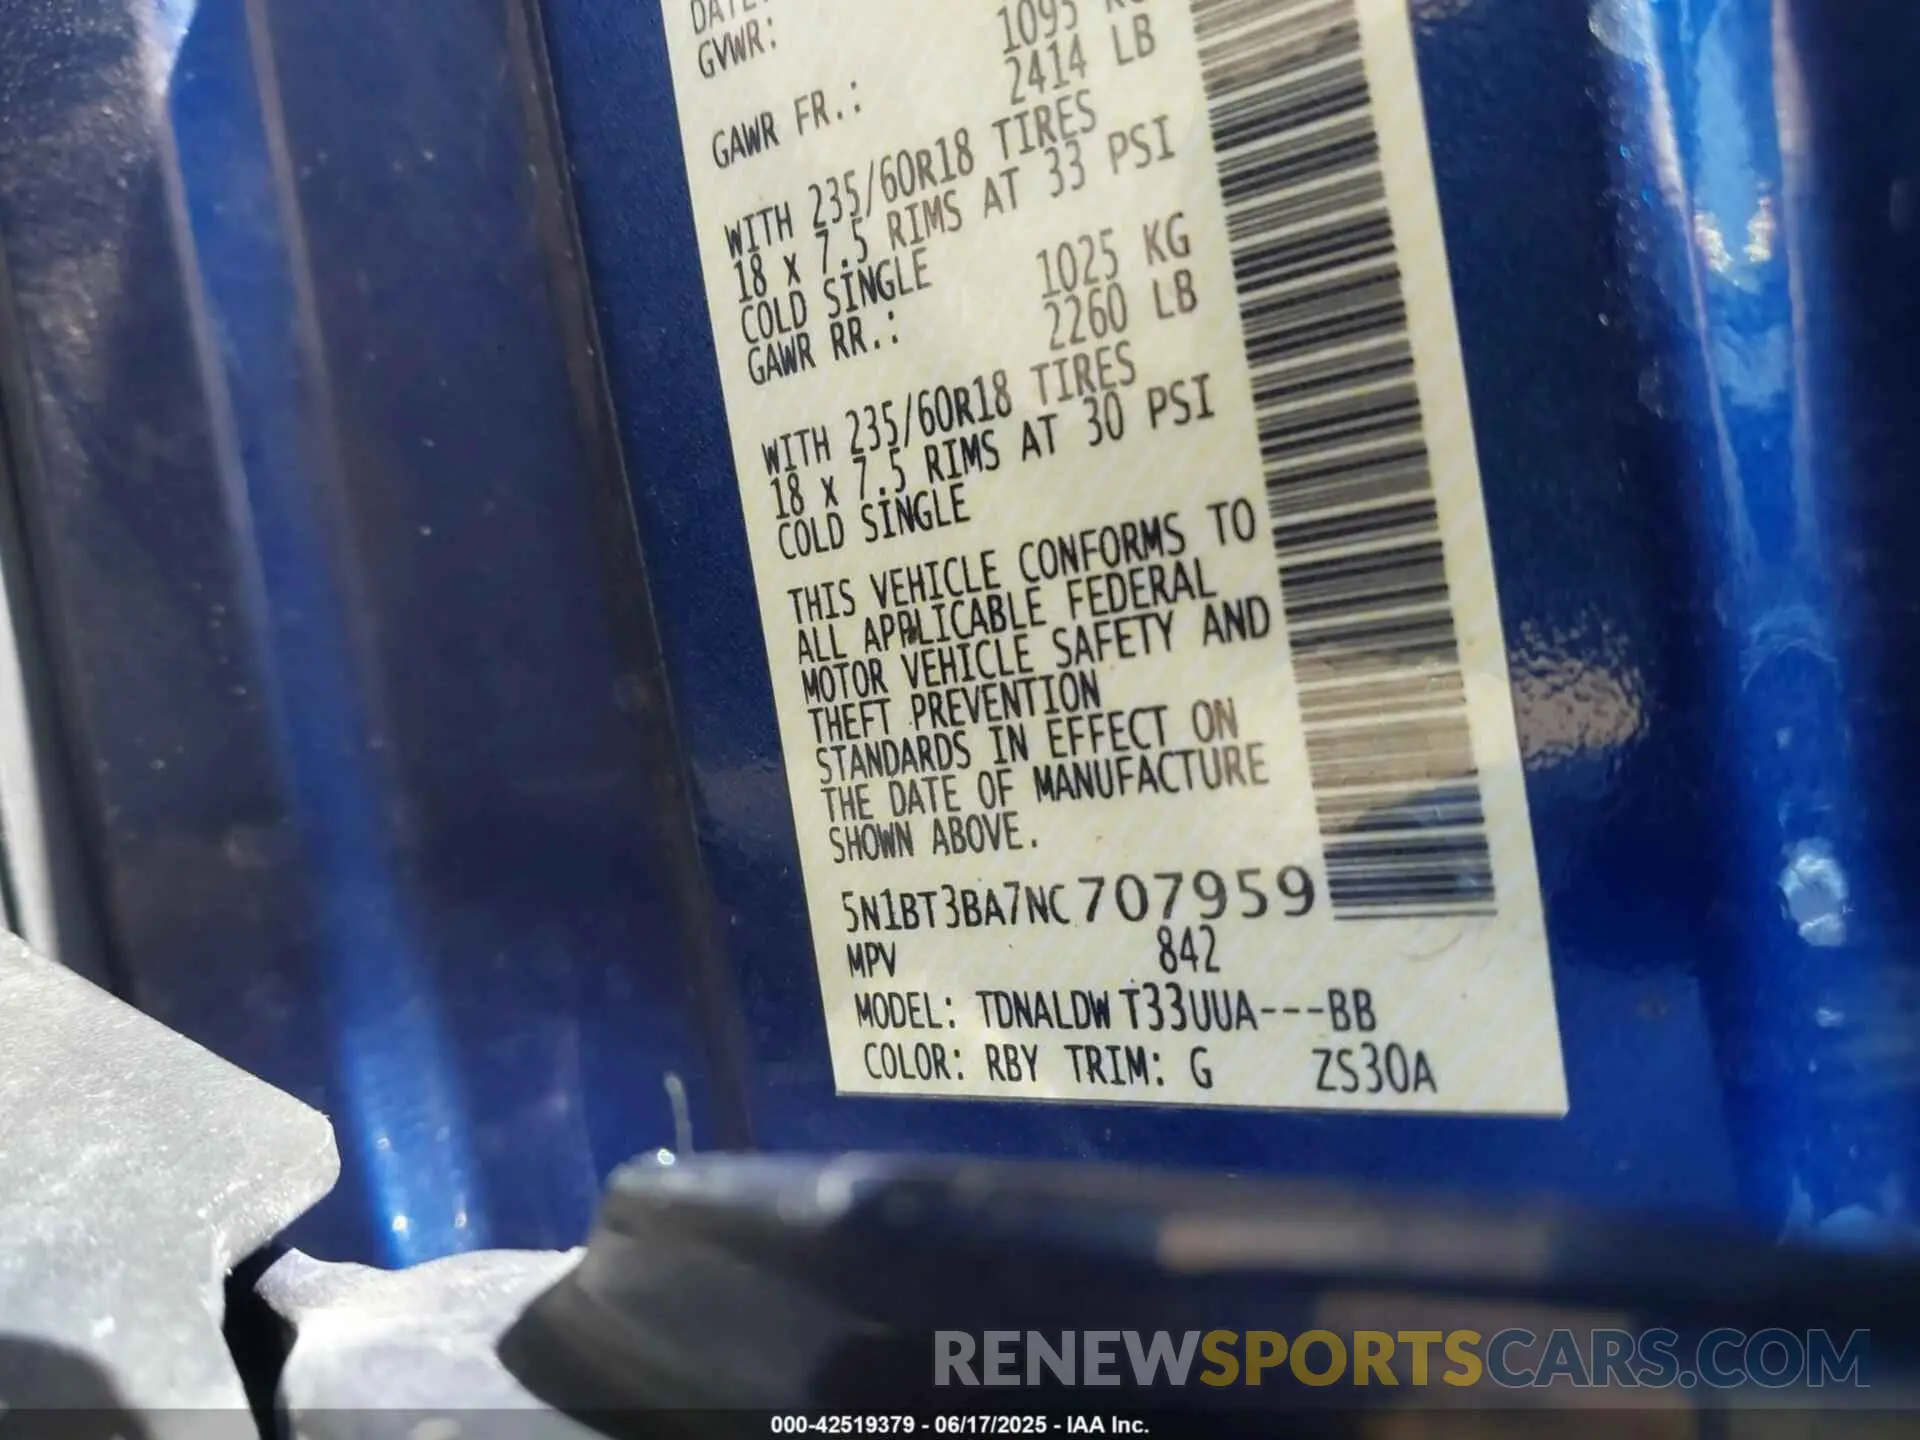 DATE:
GVWR:
1095 KG
GAWR FR.:
2414 LB
WITH 235/60R18 TIRES
18 x 7.5 RIMS AT 33 PSI
COLD SINGLE
GAWR RR.:
1025 KG
2260 LB
WITH 235/60R18 TIRES
18 x 7.5 RIMS AT 30 PSI
COLD SINGLE
THIS VEHICLE CONFORMS TO
ALL APPLICABLE FEDERAL
MOTOR VEHICLE SAFETY AND
THEFT PREVENTION
STANDARDS IN EFFECT ON
THE DATE OF MANUFACTURE
SHOWN ABOVE.
5N1BT3BA7NC707959
MPV 842
MODEL: TDNALDW T33UUA---BB
COLOR: RBY TRIM: G ZS30A
RENEWSPORTSCARS.COM
000-42519379 - 06/17/2025 - IAA Inc.